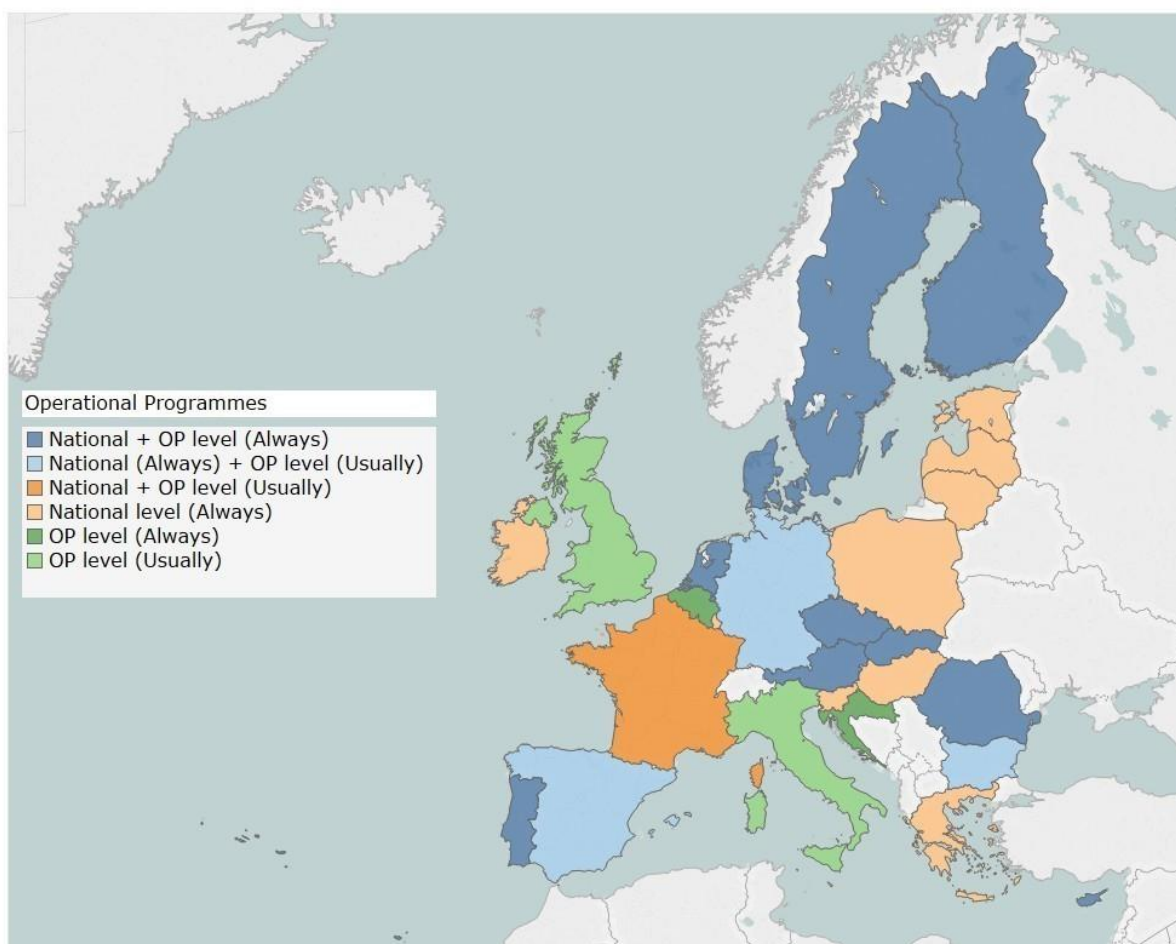 Operational Programmes
National + OP level (Always)
National (Always) + OP level (Usually)
National + OP level (Usually)
National level (Always)
OP level (Always)
OP level (Usually)